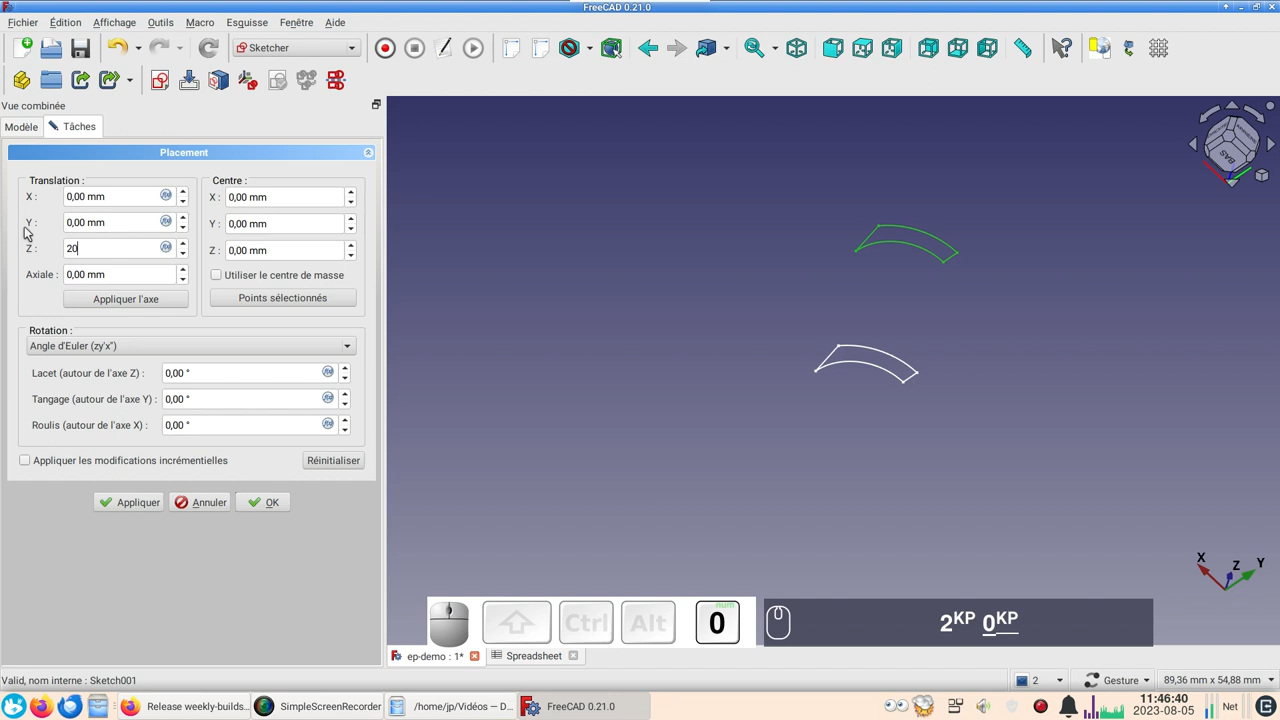 FreeCAD 0.21.0
Fichier Édition Affichage Outils Macro Esguisse Fenêtre Aide
Sketcher
Vue combinée
Modèle Tâches
Placement
Translation : Centre :
X : 0,00 mm X : 0,00 mm
Y : 0,00 mm Y : 0,00 mm
Z : 20 Z : 0,00 mm
Axiale : 0,00 mm Utiliser le centre de masse
Appliquer l'axe Points sélectionnés
Rotation :
Angle d'Euler (zy'x")
Lacet (autour de l'axe Z) : 0,00 °
Tangage (autour de l'axe Y) : 0,00 °
Roulis (autour de l'axe X) : 0,00 °
Appliquer les modifications incrémentielles Réinitialiser
Appliquer Annuler OK
BAS
X Z Y
Ctrl Alt num 0 2KP 0KP
ep-demo : 1* Spreadsheet
Valid, nom interne : Sketch001 2 Gesture 89,36 mm x 54,88 mm
Release weekly-builds... SimpleScreenRecorder /home/jp/Vidéos — D... FreeCAD 0.21.0 11:46:40 Net
2023-08-05